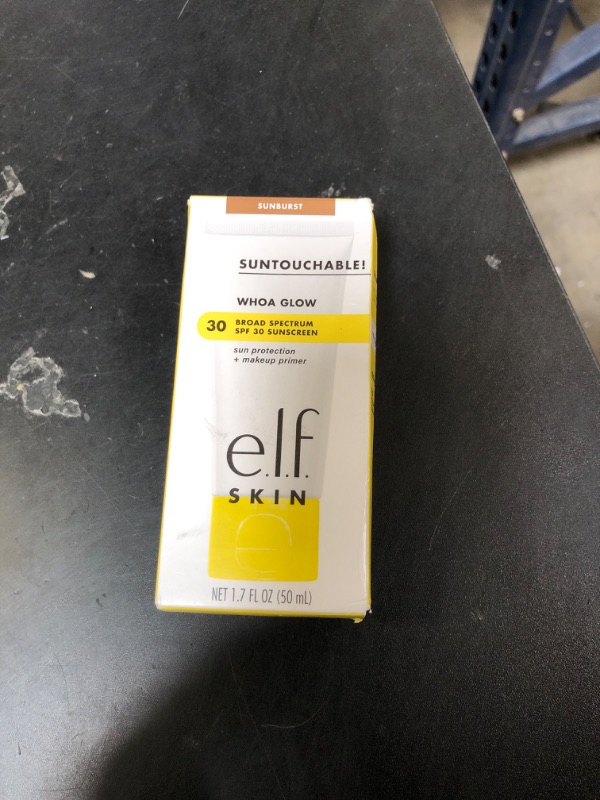 SUNBURST
SUNTOUCHABLE!
WHOA GLOW
30 BROAD SPECTRUM
SPF 30 SUNSCREEN
sun protection
+ makeup primer
e.l.f.
SKIN
NET 1.7 FL OZ (50 mL)